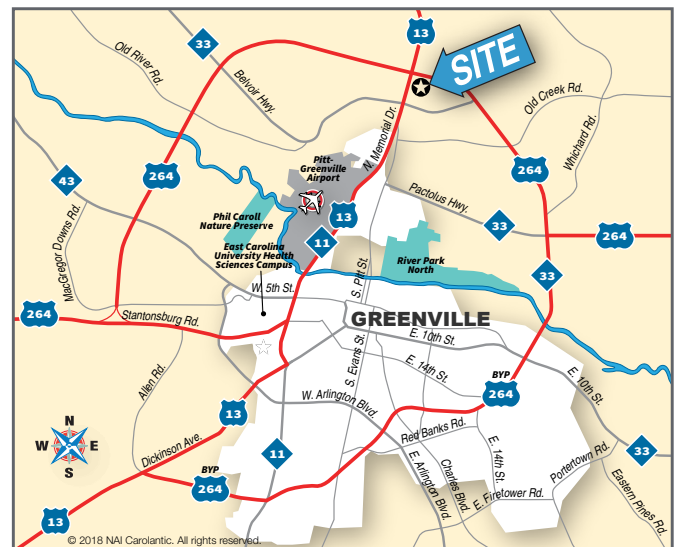 13
33
SITE
Old River Rd.
Belvoir Hwy.
Old Creek Rd.
Whichard Rd.
N. Memorial Dr.
Pitt-
Greenville
Airport
264
264
43
Pactolus Hwy.
13
33
264
Phil Caroll
Nature Preserve
11
MacGregor Downs Rd.
East Carolina
University Health
Sciences Campus
River Park
North
33
W. 5th St.
S. Pitt St.
264
Stantonsburg Rd.
GREENVILLE
E. 10th St.
S. Evans St.
E. 14th St.
Allen Rd.
BYP
264
E. 10th St.
W. Arlington Blvd.
13
Red Banks Rd.
N
W E
S
Dickinson Ave.
11
E. 14th St.
Portertown Rd.
33
BYP
264
E. Arlington Blvd.
Charles Blvd.
E. Firetower Rd.
Eastern Pines Rd.
13
© 2018 NAI Carolantic. All rights reserved.